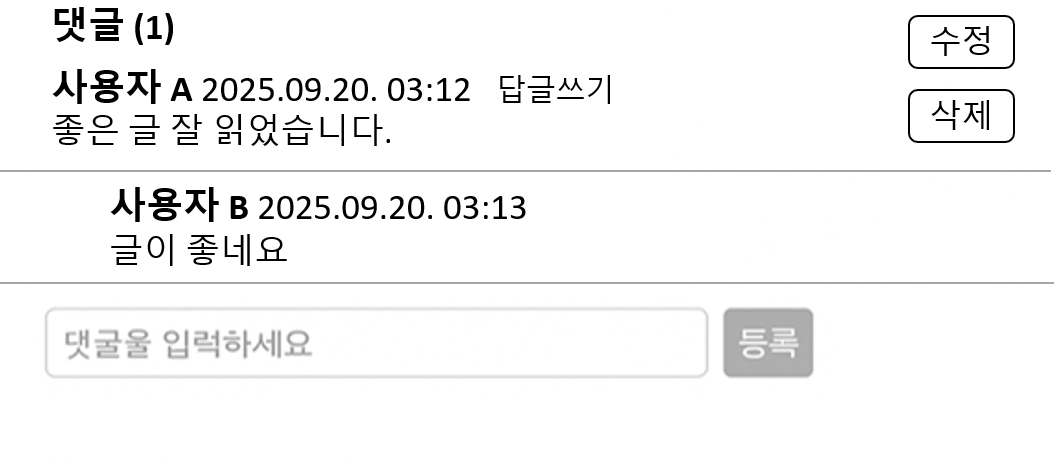 댓글 (1)
수정
사용자 A 2025.09.20. 03:12 답글쓰기
삭제
좋은 글 잘 읽었습니다.
사용자 B 2025.09.20. 03:13
글이 좋네요
댓굴울 입력하세요
등록